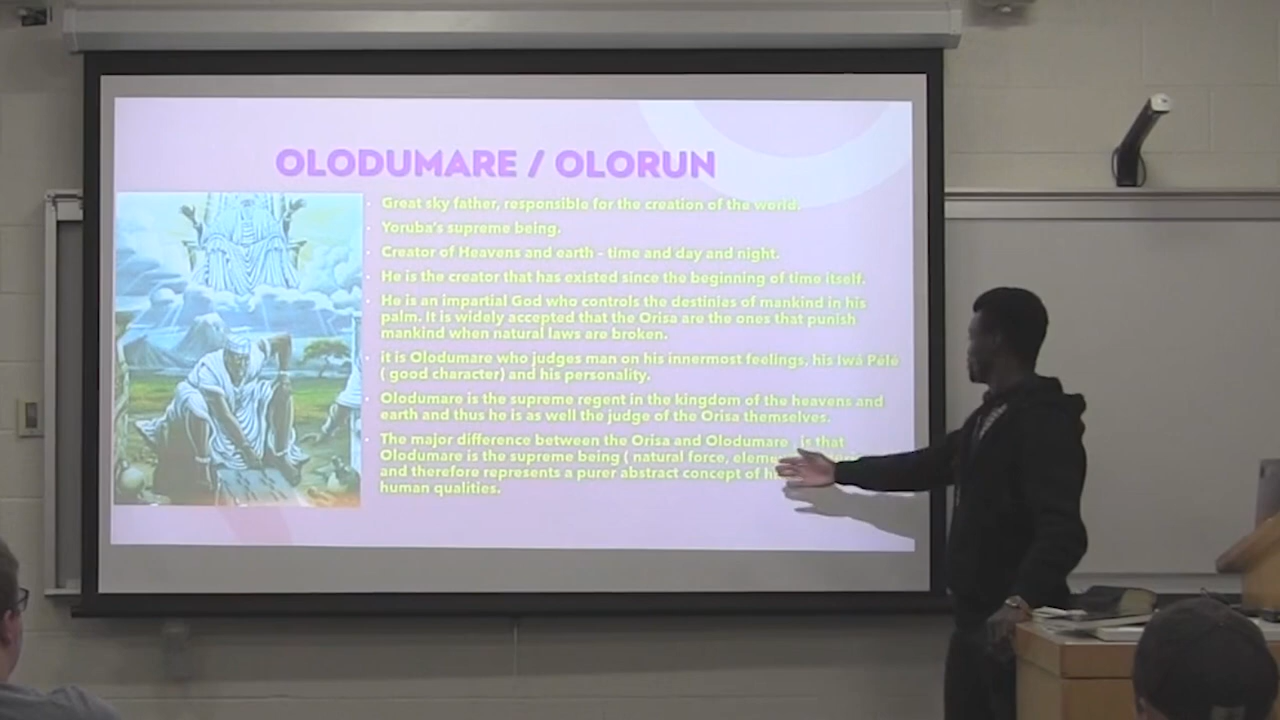 OLODUMARE / OLORUN
Great sky father, responsible for the creation of the world.
Yoruba's supreme being.
Creator of Heavens and earth - time and day and night.
He is the creator that has existed since the beginning of time itself.
He is an impartial God who controls the destinies of mankind in his
palm. It is widely accepted that the Orisa are the ones that punish
mankind when natural laws are broken.
it is Olodumare who judges man on his innermost feelings, his Iwá Pélé
( good character) and his personality.
Olodumare is the supreme regent in the kingdom of the heavens and
earth and thus he is as well the judge of the Orisa themselves.
The major difference between the Orisa and Olodumare , is that
Olodumare is the supreme being ( natural force,
and therefore represents a purer abstract concept of
human qualities.